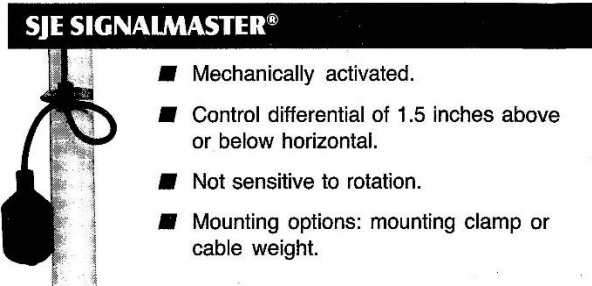 SJE SIGNALMASTER®
■ Mechanically activated.
■ Control differential of 1.5 inches above
or below horizontal.
■ Not sensitive to rotation.
■ Mounting options: mounting clamp or
cable weight.